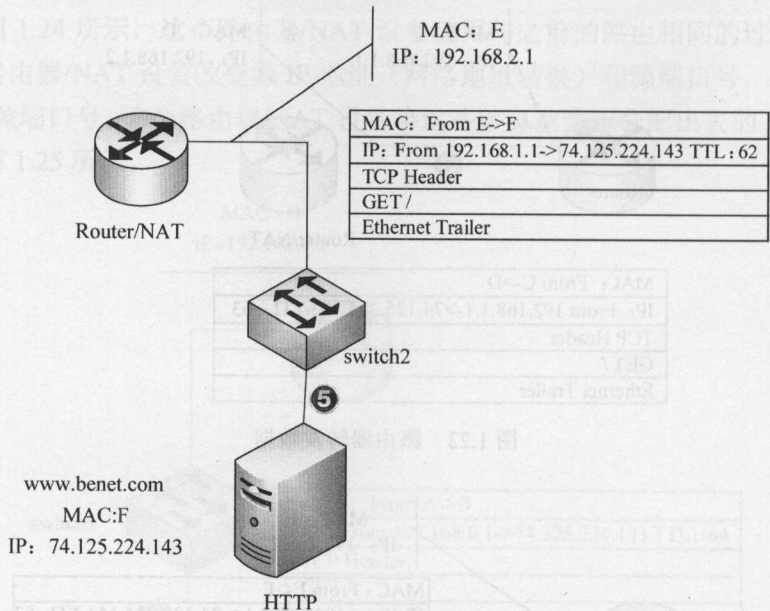 MAC：E
IP：192.168.2.1
MAC：From E->F
IP：From 192.168.1.1->74.125.224.143 TTL：62
TCP Header
GET /
Ethernet Trailer
Router/NAT
switch2
5
www.benet.com
MAC:F
IP：74.125.224.143
HTTP